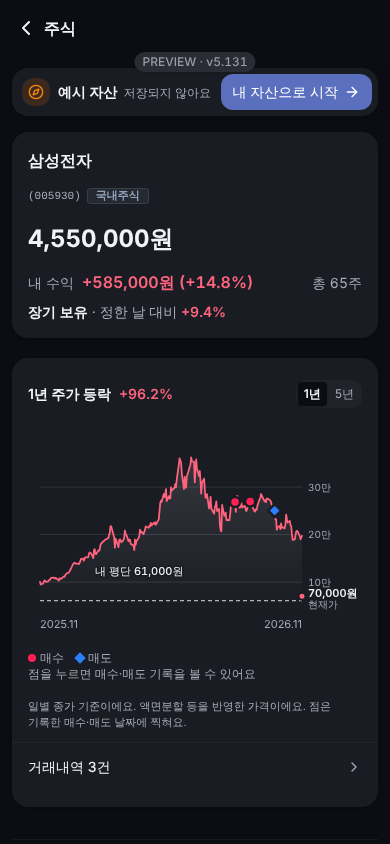 주식
PREVIEW · v5.131
예시 자산 저장되지 않아요 내 자산으로 시작 →
삼성전자
(005930) 국내주식
4,550,000원
내 수익 +585,000원 (+14.8%) 총 65주
장기 보유 · 정한 날 대비 +9.4%
1년 주가 등락 +96.2% 1년 5년
30만
20만
내 평단 61,000원
10만
70,000원
현재가
2025.11 2026.11
매수 매도
점을 누르면 매수·매도 기록을 볼 수 있어요
일별 종가 기준이에요. 액면분할 등을 반영한 가격이에요. 점은
기록한 매수·매도 날짜에 찍혀요.
거래내역 3건